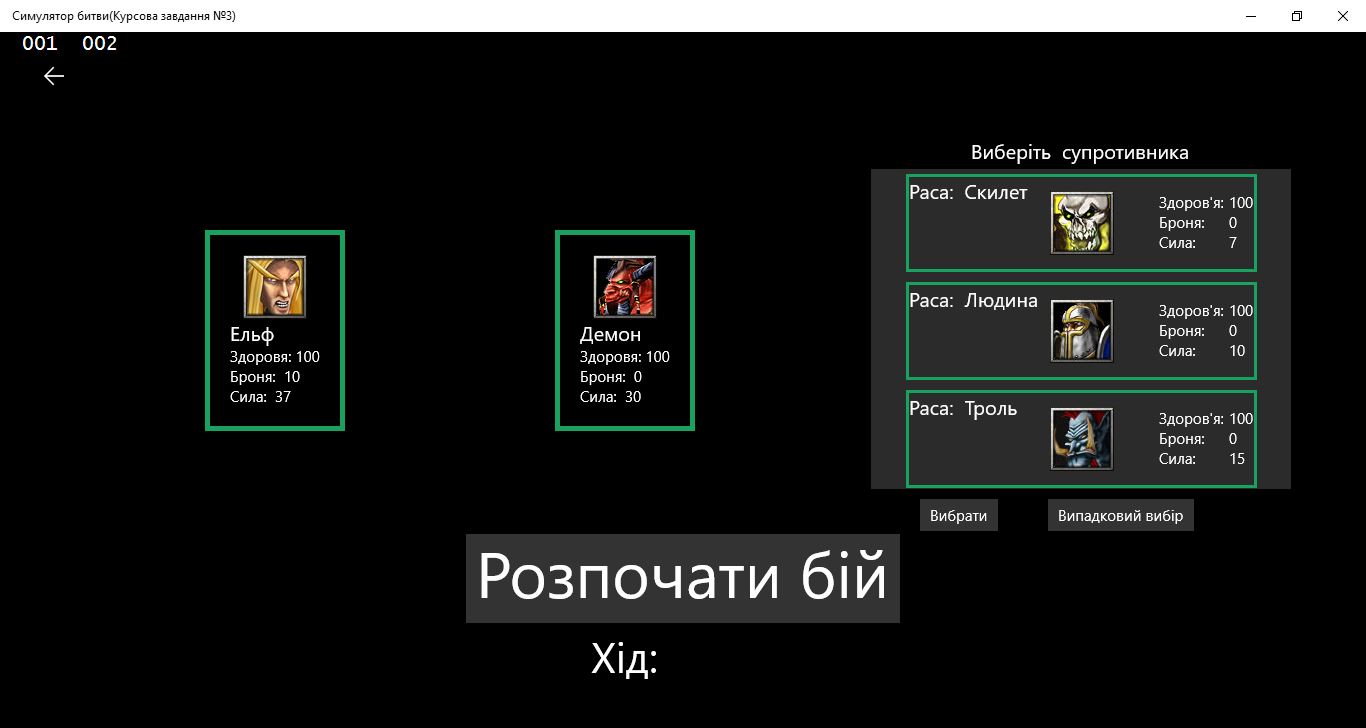 Симулятор битви(Курсова завдання №3)
001 002
Виберіть супротивника
Раса: Скилет
Здоров'я: 100
Броня: 0
Сила: 7
Раса: Людина
Здоров'я: 100
Броня: 0
Сила: 10
Раса: Троль
Здоров'я: 100
Броня: 0
Сила: 15
Ельф
Здоровя: 100
Броня: 10
Сила: 37
Демон
Здоровя: 100
Броня: 0
Сила: 30
Вибрати
Випадковий вибір
Розпочати бій
Хід: